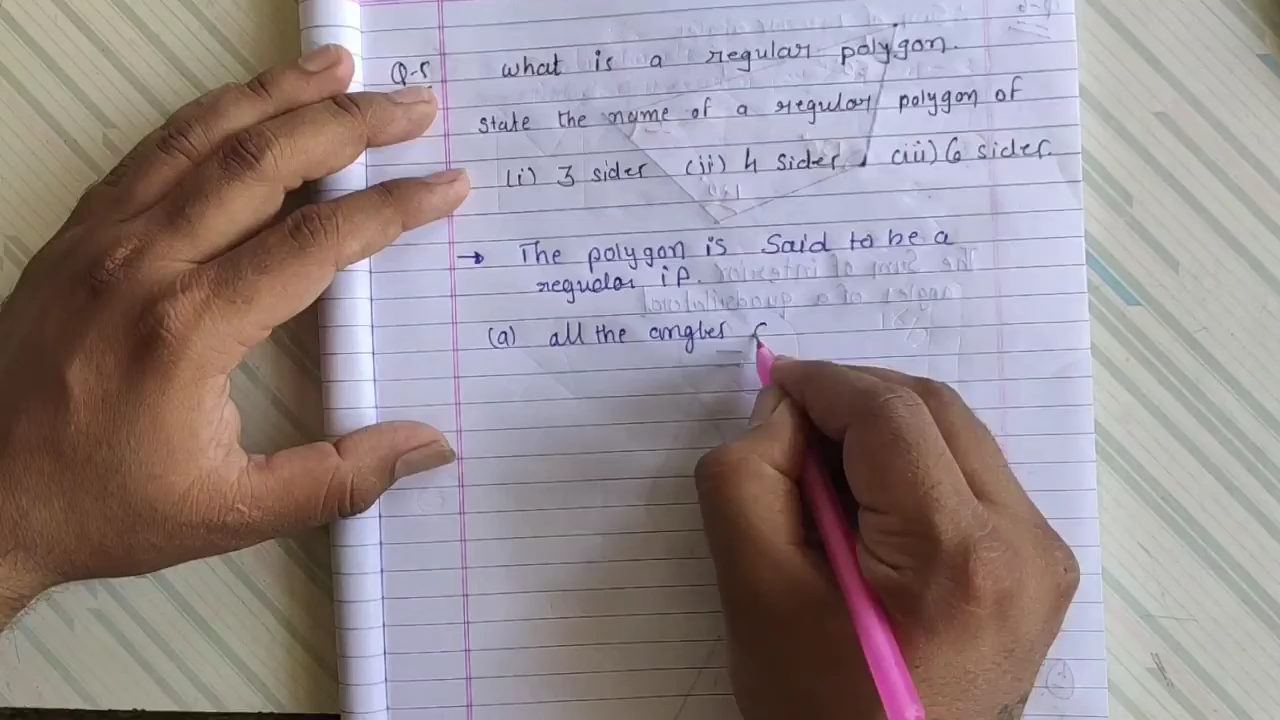 Q-5 What is a regular polygon.
state the name of a regular polygon of
(i) 3 sides (ii) 4 sides, (iii) 6 sides.
→ The polygon is said to be a
regualar if.
(a) all the angles